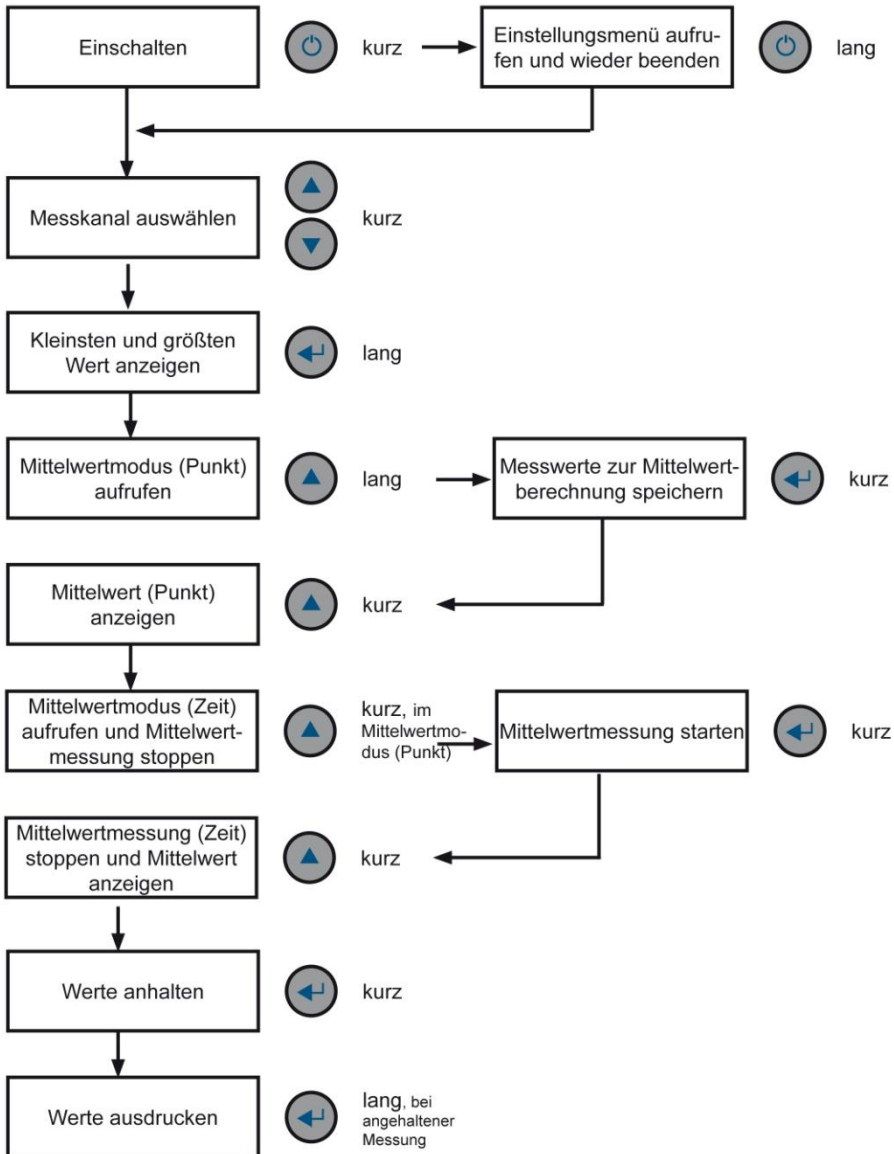 Einschalten
kurz
Einstellungsmenü aufru-
fen und wieder beenden
lang
Messkanal auswählen
kurz
Kleinsten und größten
Wert anzeigen
lang
Mittelwertmodus (Punkt)
aufrufen
lang
Messwerte zur Mittelwert-
berechnung speichern
kurz
Mittelwert (Punkt)
anzeigen
kurz
Mittelwertmodus (Zeit)
aufrufen und Mittelwert-
messung stoppen
kurz, im
Mittelwertmo-
dus (Punkt)
Mittelwertmessung starten
kurz
Mittelwertmessung (Zeit)
stoppen und Mittelwert
anzeigen
kurz
Werte anhalten
kurz
Werte ausdrucken
lang, bei
angehaltener
Messung